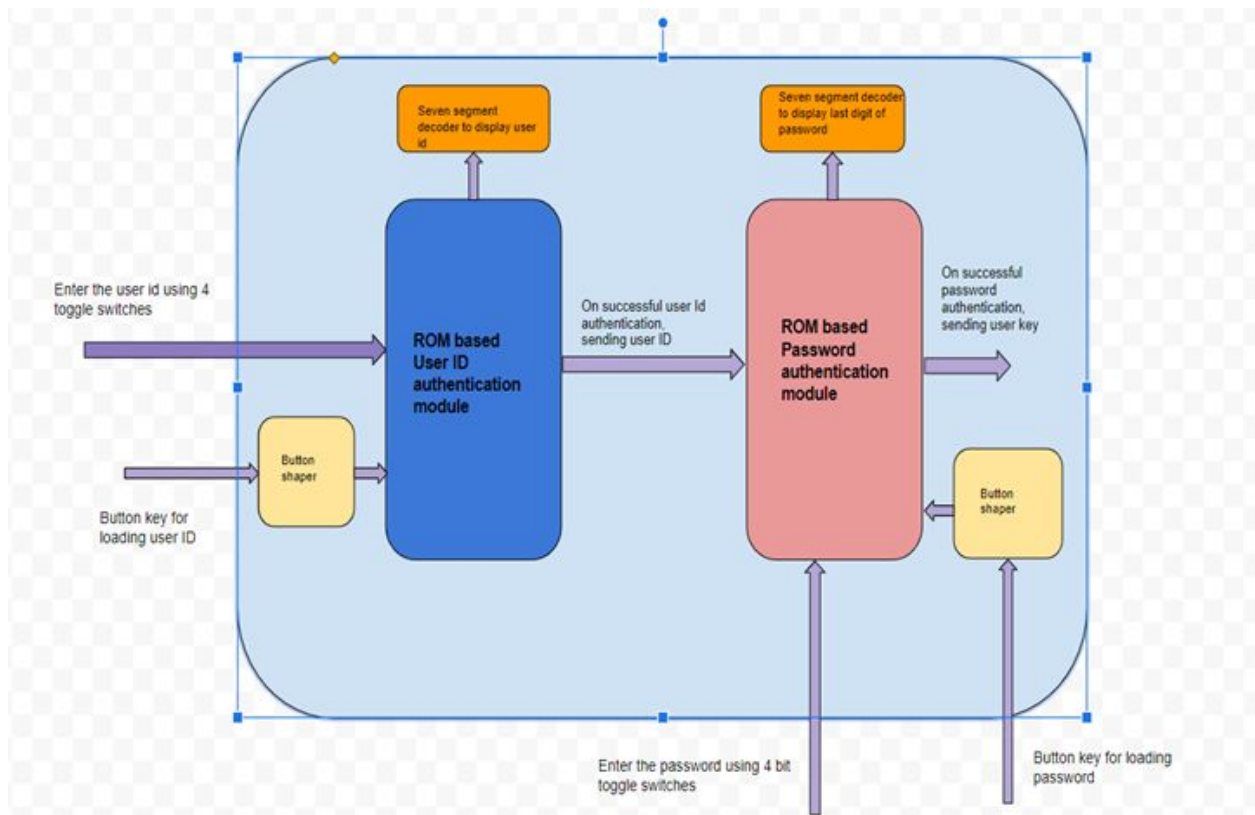 Seven segment
decoder to display user
id
Seven segment decoder
to display last digit of
password
Enter the user id using 4
toggle switches
ROM based
User ID
authentication
module
On successful user Id
authentication,
sending user ID
ROM based
Password
authentication
module
On successful
password
authentication,
sending user key
Button
shaper
Button key for
loading user ID
Button
shaper
Enter the password using 4 bit
toggle switches
Button key for loading
password